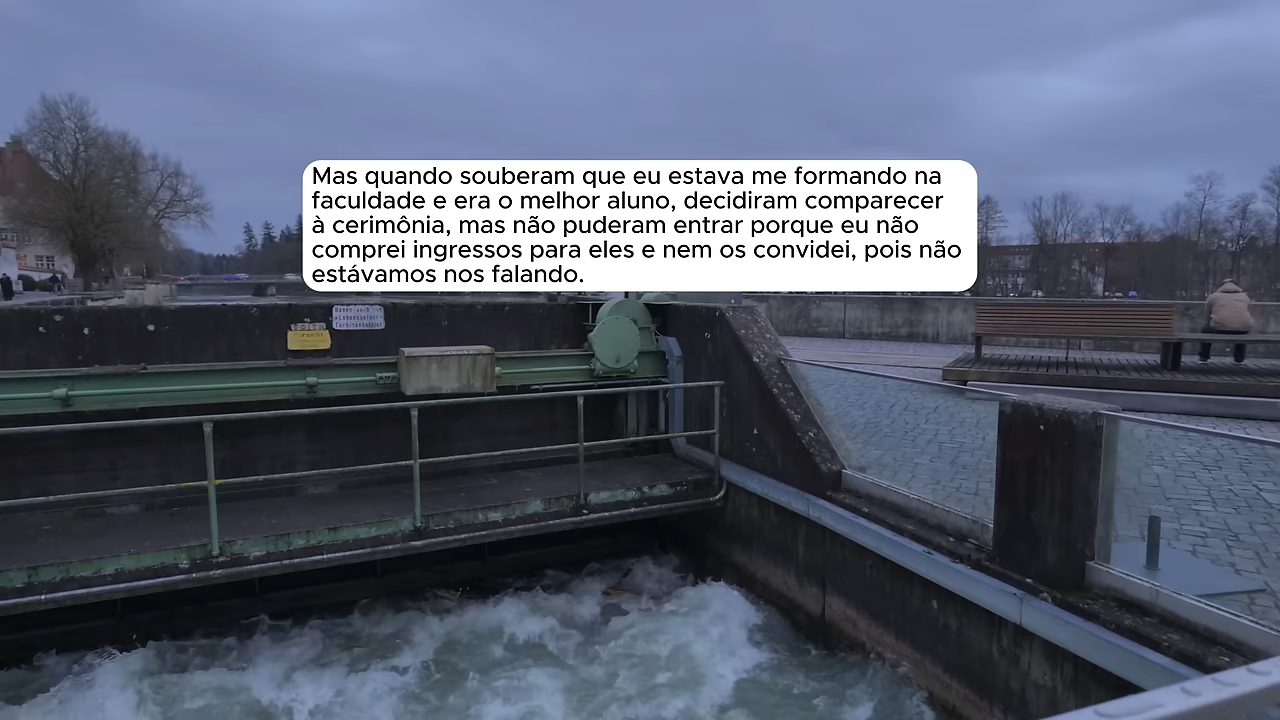 Mas quando souberam que eu estava me formando na
faculdade e era o melhor aluno, decidiram comparecer
à cerimônia, mas não puderam entrar porque eu não
comprei ingressos para eles e nem os convidei, pois não
estávamos nos falando.